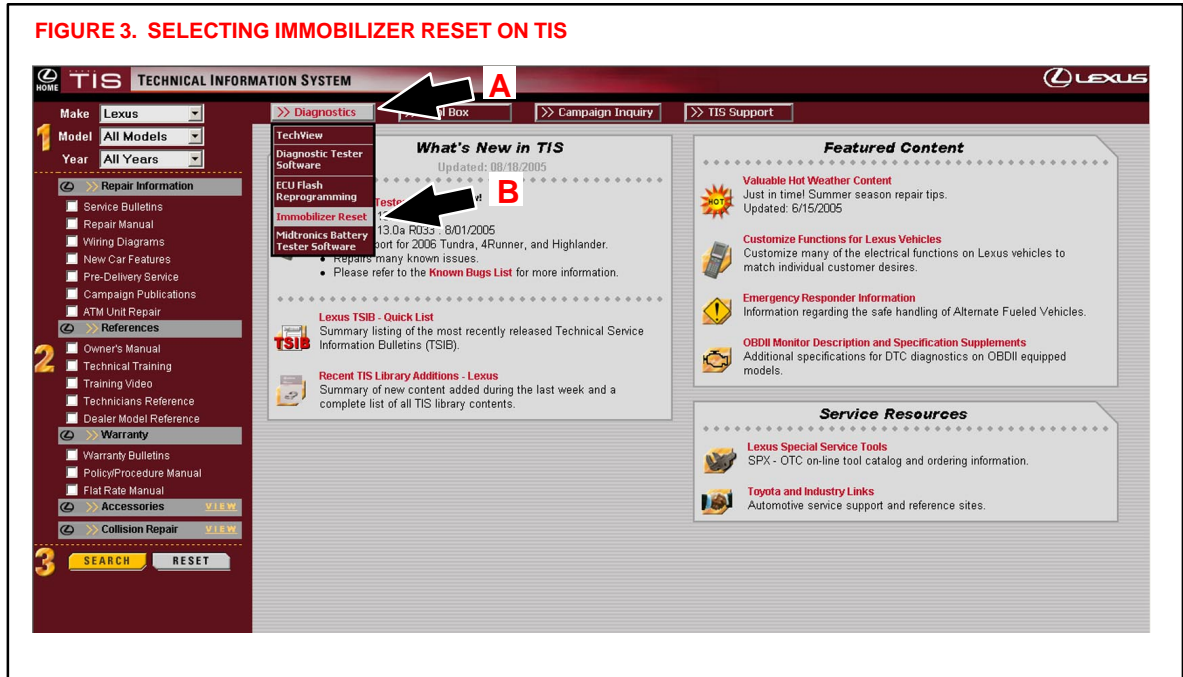 FIGURE 3. SELECTING IMMOBILIZER RESET ON TIS
HOME TIS TECHNICAL INFORMATION SYSTEM
LEXUS
A
>> Diagnostics
Box
>> Campaign Inquiry
>> TIS Support
1
Make Lexus
Model All Models
Year All Years
2
>> Repair Information
Service Bulletins
Repair Manual
Wiring Diagrams
New Car Features
Pre-Delivery Service
Campaign Publications
ATM Unit Repair
>> References
Owner's Manual
Technical Training
Training Video
Technicians Reference
Dealer Model Reference
>> Warranty
Warranty Bulletins
Policy/Procedure Manual
Flat Rate Manual
>> Accessories VIEW
>> Collision Repair VIEW
3
SEARCH RESET
TechView
Diagnostic Tester
Software
ECU Flash
Reprogramming
Immobilizer Reset
Midtronics Battery
Tester Software
B
What's New in TIS
Updated: 08/18/2005
13.0a R033 : 8/01/2005
for 2006 Tundra, 4Runner, and Highlander.
• Repairs many known issues.
• Please refer to the Known Bugs List for more information.
TSIB
Lexus TSIB - Quick List
Summary listing of the most recently released Technical Service
Information Bulletins (TSIB).
Recent TIS Library Additions - Lexus
Summary of new content added during the last week and a
complete list of all TIS library contents.
Featured Content
HOT
Valuable Hot Weather Content
Just in time! Summer season repair tips.
Updated: 6/15/2005
Customize Functions for Lexus Vehicles
Customize many of the electrical functions on Lexus vehicles to
match individual customer desires.
Emergency Responder Information
Information regarding the safe handling of Alternate Fueled Vehicles.
OBDII Monitor Description and Specification Supplements
Additional specifications for DTC diagnostics on OBDII equipped
models.
Service Resources
Lexus Special Service Tools
SPX - OTC on-line tool catalog and ordering information.
Toyota and Industry Links
Automotive service support and reference sites.